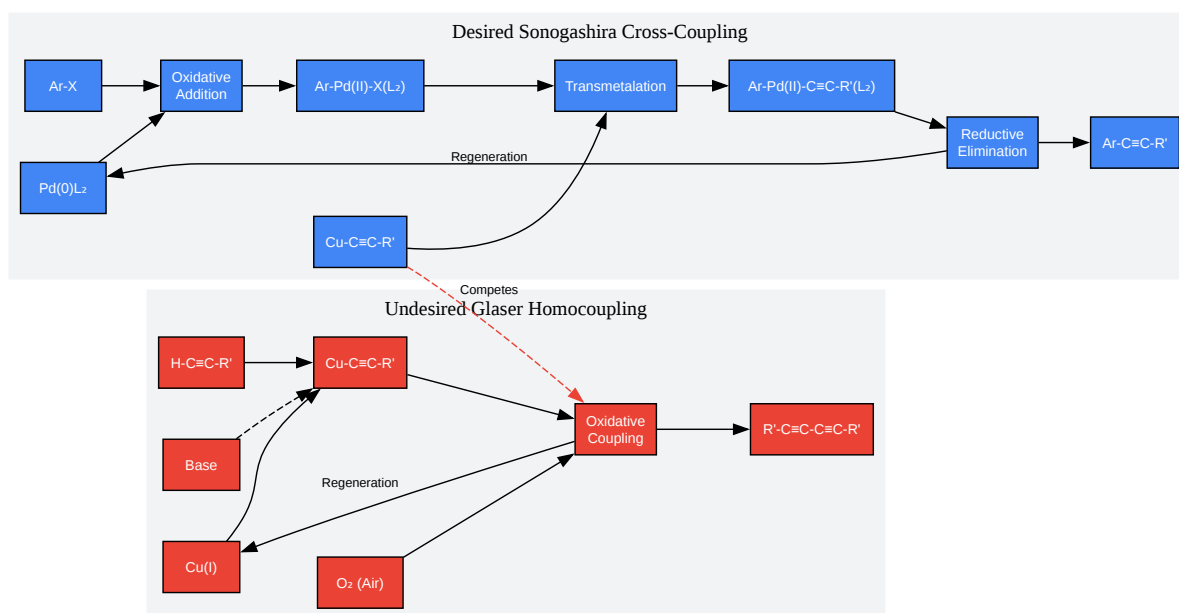 Desired Sonogashira Cross-Coupling
Ar-X
Oxidative
Addition
Ar-Pd(II)-X(L₂)
Transmetalation
Ar-Pd(II)-C≡C-R'(L₂)
Reductive
Elimination
Ar-C≡C-R'
Regeneration
Pd(0)L₂
Cu-C≡C-R'
Competes
Undesired Glaser Homocoupling
H-C≡C-R'
Cu-C≡C-R'
Oxidative
Coupling
R'-C≡C-C≡C-R'
Base
Regeneration
Cu(I)
O₂ (Air)